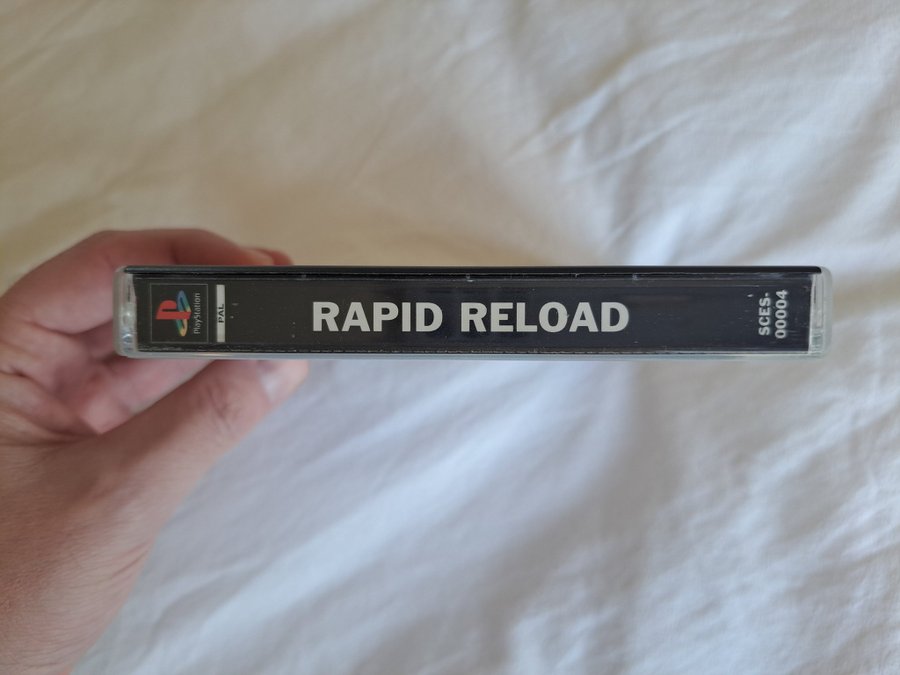 PlayStation
PAL
RAPID RELOAD
SCES-
00004